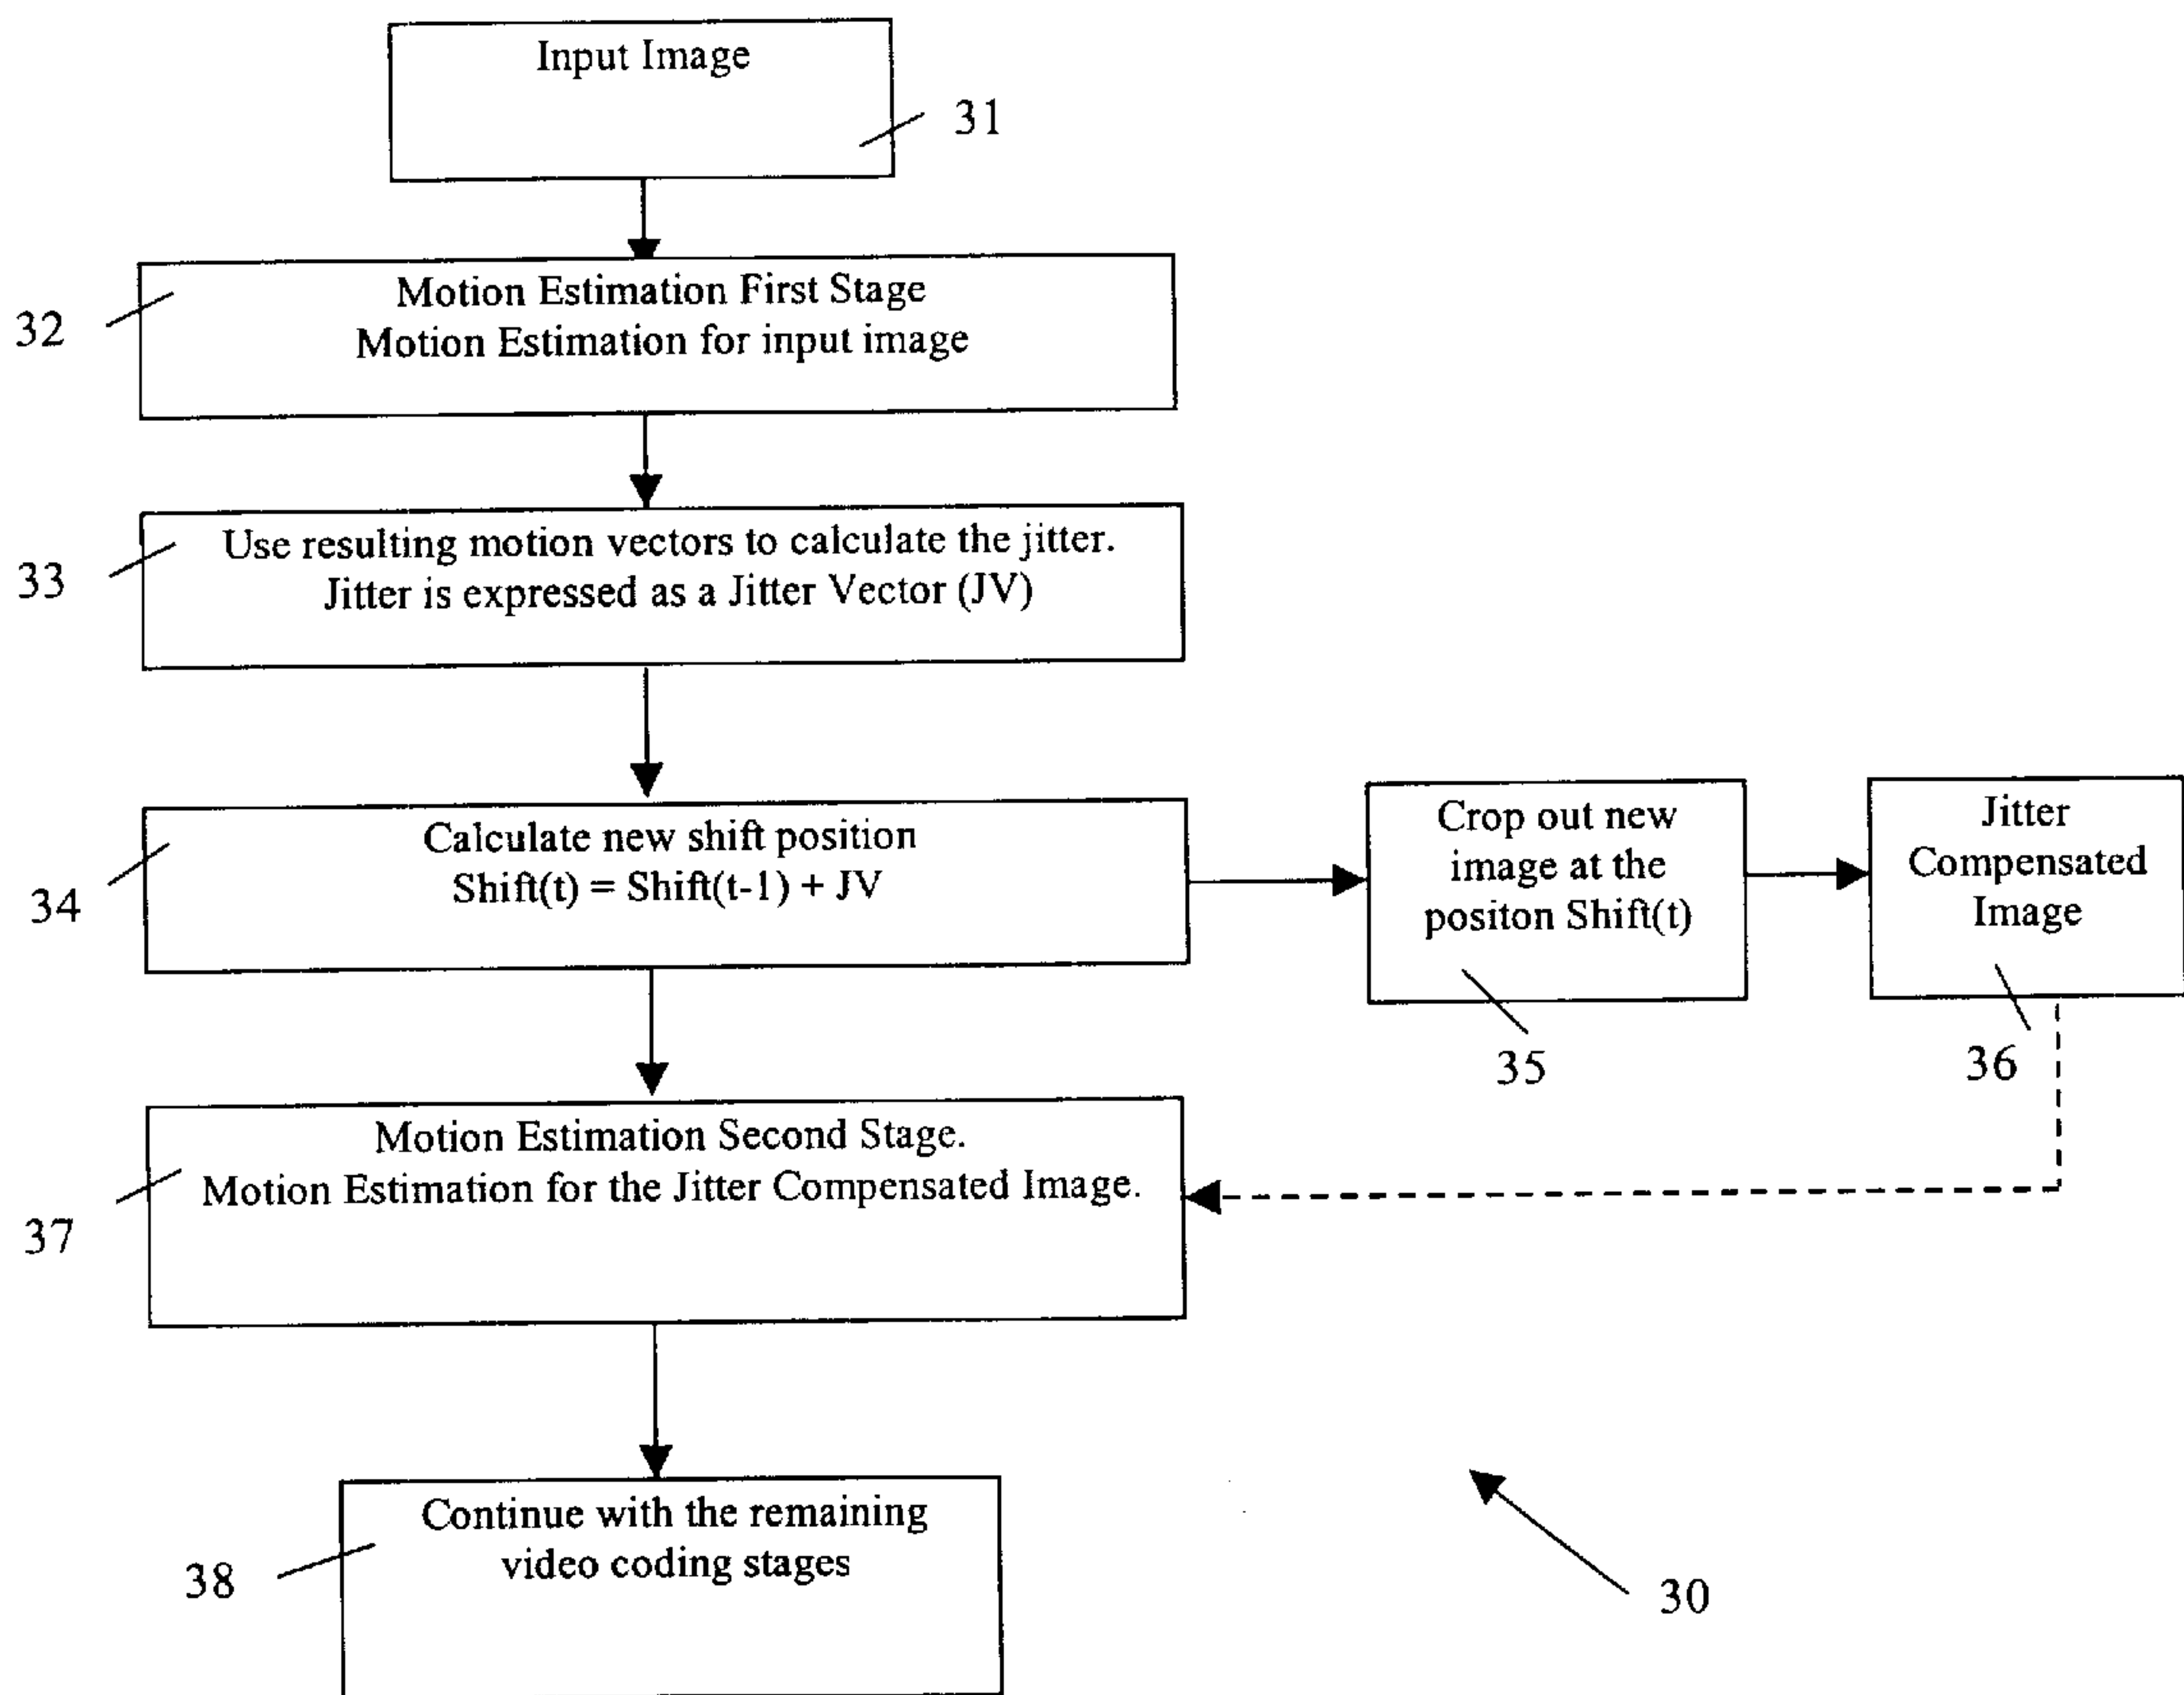 Input Image
31
Motion Estimation First Stage
Motion Estimation for input image
32
Use resulting motion vectors to calculate the jitter.
Jitter is expressed as a Jitter Vector (JV)
33
Calculate new shift position
Shift(t) = Shift(t-1) + JV
34
Crop out new
image at the
positon Shift(t)
35
Jitter
Compensated
Image
36
Motion Estimation Second Stage.
Motion Estimation for the Jitter Compensated Image.
37
Continue with the remaining
video coding stages
38
30